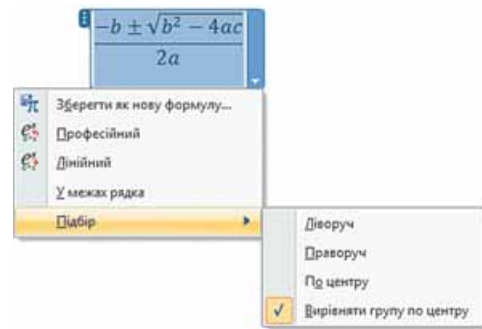 −b ± √b² − 4ac
2a
Зберегти як нову формулу...
Професійний
Лінійний
У межах рядка
Підбір
Ліворуч
Праворуч
По центру
Вирівняти групу по центру